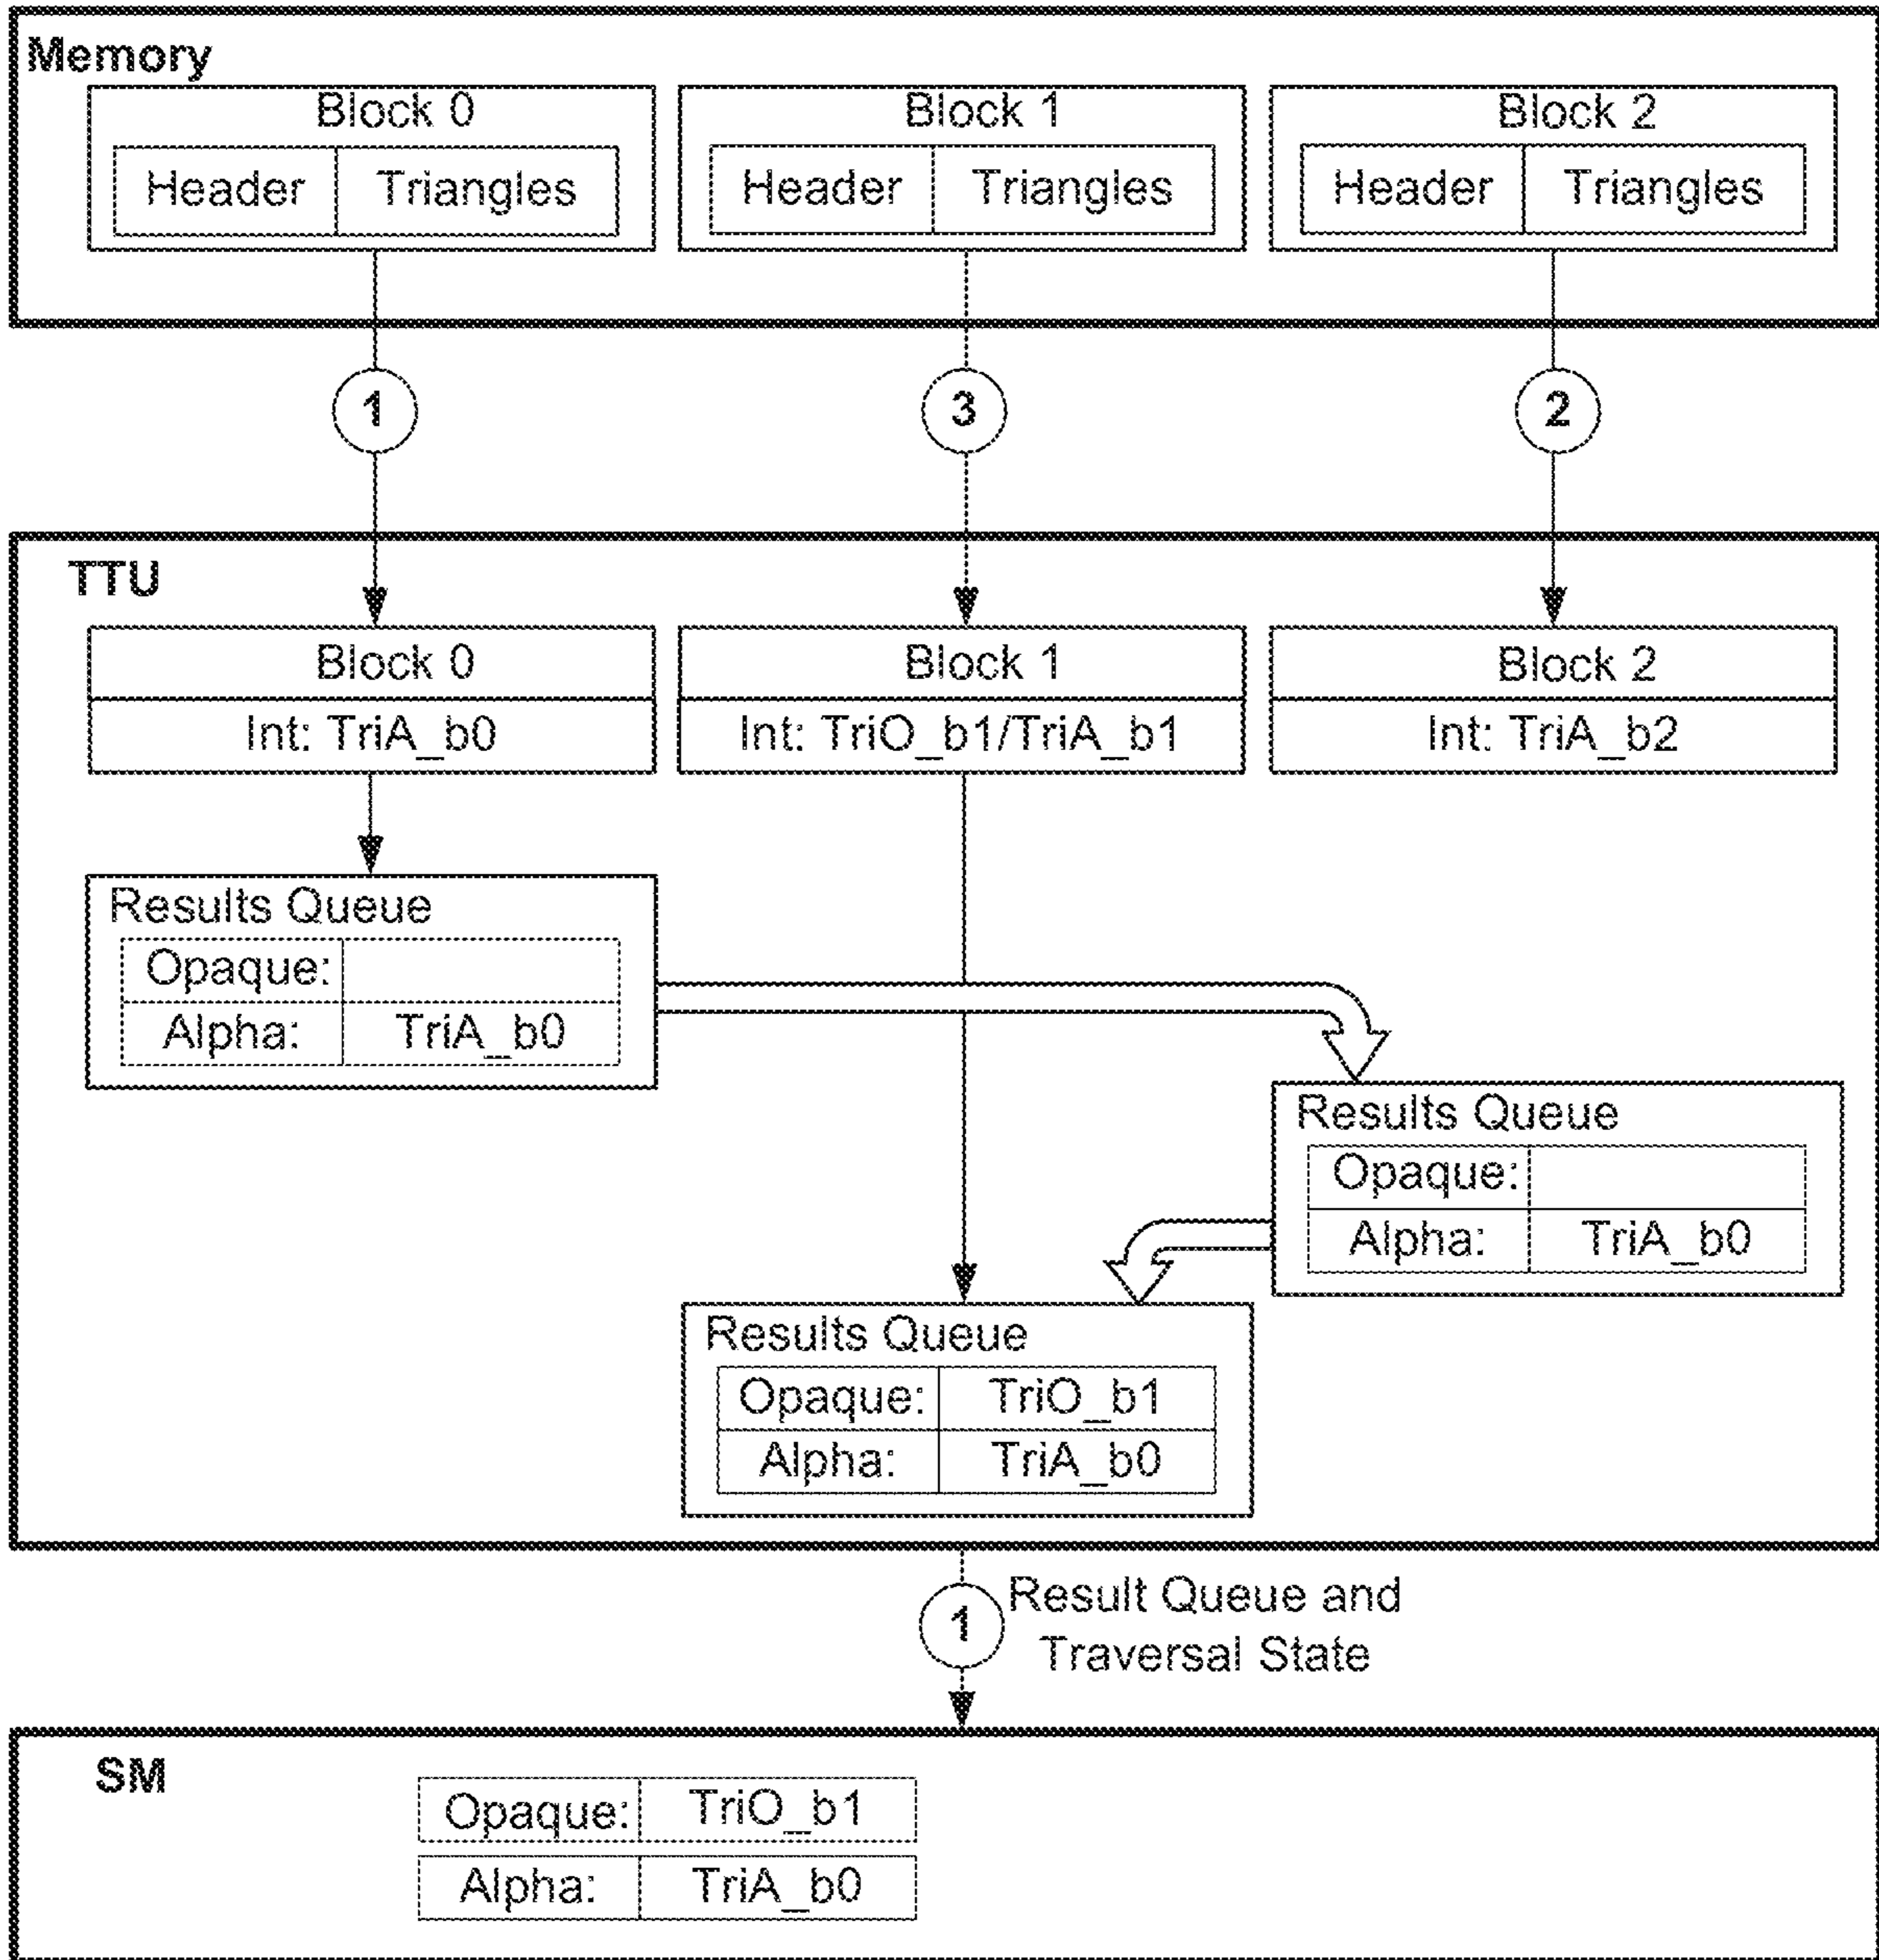 Memory
Block 0
Header Triangles
Block 1
Header Triangles
Block 2
Header Triangles
1
3
2
TTU
Block 0
Int: TriA_b0
Block 1
Int: TriO_b1/TriA_b1
Block 2
Int: TriA_b2
Results Queue
Opaque:
Alpha: TriA_b0
Results Queue
Opaque:
Alpha: TriA_b0
Results Queue
Opaque: TriO_b1
Alpha: TriA_b0
1
Result Queue and
Traversal State
SM
Opaque: TriO_b1
Alpha: TriA_b0